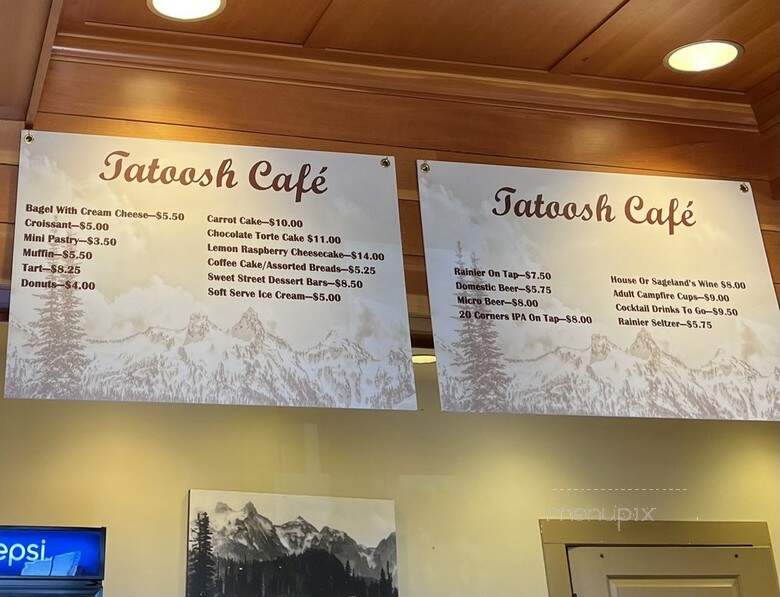 Tatoosh Café
Bagel With Cream Cheese—$5.50
Croissant—$5.00
Mini Pastry—$3.50
Muffin—$5.50
Tart—$8.25
Donuts—$4.00
Carrot Cake—$10.00
Chocolate Torte Cake $11.00
Lemon Raspberry Cheesecake—$14.00
Coffee Cake/Assorted Breads—$5.25
Sweet Street Dessert Bars—$8.50
Soft Serve Ice Cream—$5.00
Tatoosh Café
Rainier On Tap—$7.50
Domestic Beer—$5.75
Micro Beer—$8.00
20 Corners IPA On Tap—$8.00
House Or Sageland's Wine $8.00
Adult Campfire Cups—$9.00
Cocktail Drinks To Go—$9.50
Rainier Seltzer—$5.75
menupix
epsi